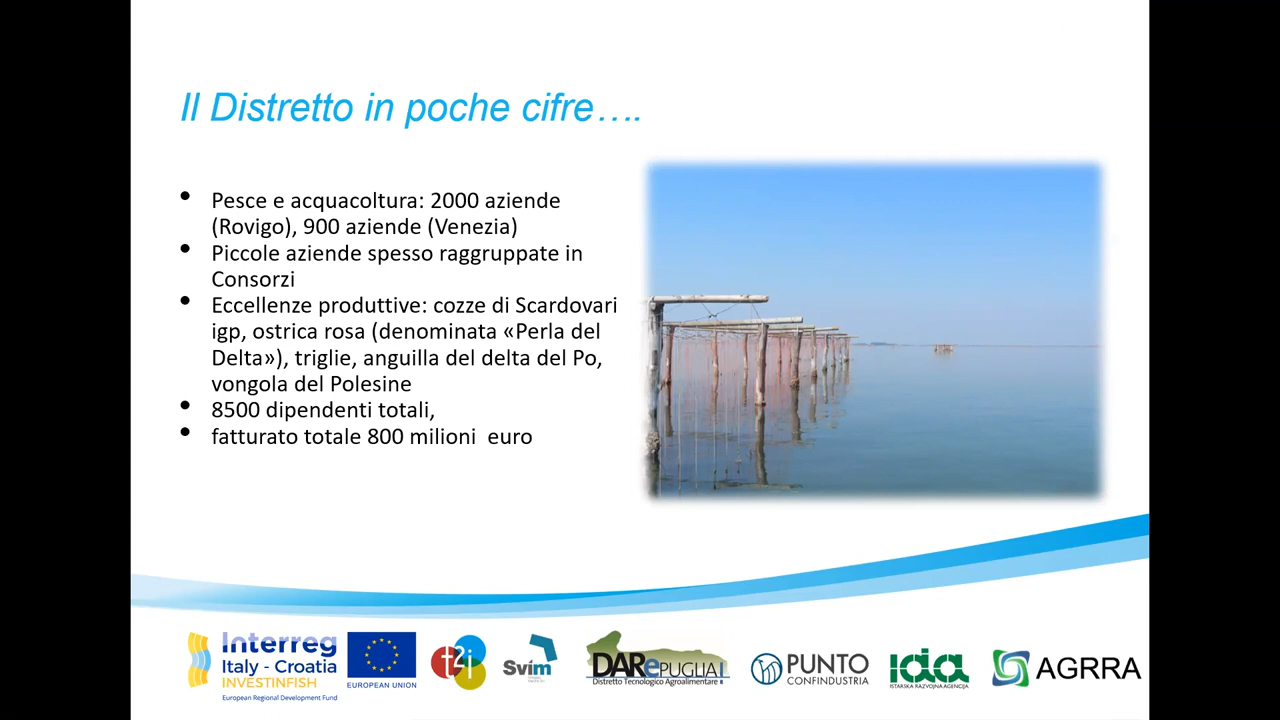 Il Distretto in poche cifre….
• Pesce e acquacoltura: 2000 aziende
(Rovigo), 900 aziende (Venezia)
• Piccole aziende spesso raggruppate in
Consorzi
• Eccellenze produttive: cozze di Scardovari
igp, ostrica rosa (denominata «Perla del
Delta»), triglie, anguilla del delta del Po,
vongola del Polesine
• 8500 dipendenti totali,
• fatturato totale 800 milioni  euro
Interreg
Italy - Croatia
INVESTINFISH
European Regional Development Fund
EUROPEAN UNION
t2i
Svim
DARePUGLIA
Distretto Tecnologico Agroalimentare
PUNTO
CONFINDUSTRIA
ida
ISTARSKA RAZVOJNA AGENCIJA
AGRRA